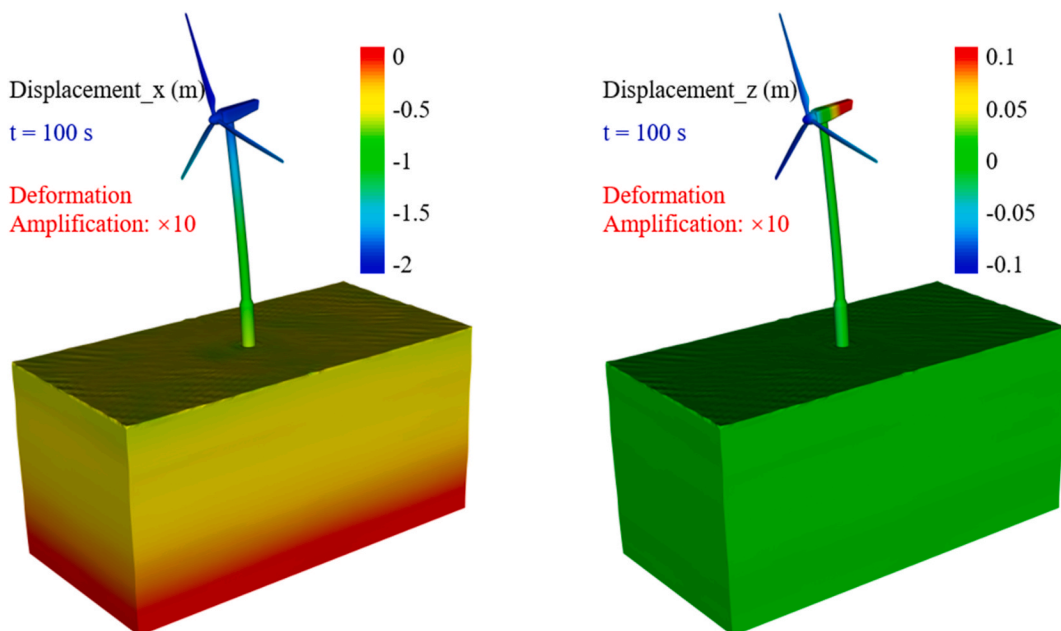 Displacement_x (m)
t = 100 s
Deformation
Amplification: ×10
0
-0.5
-1
-1.5
-2
Displacement_z (m)
t = 100 s
Deformation
Amplification: ×10
0.1
0.05
0
-0.05
-0.1